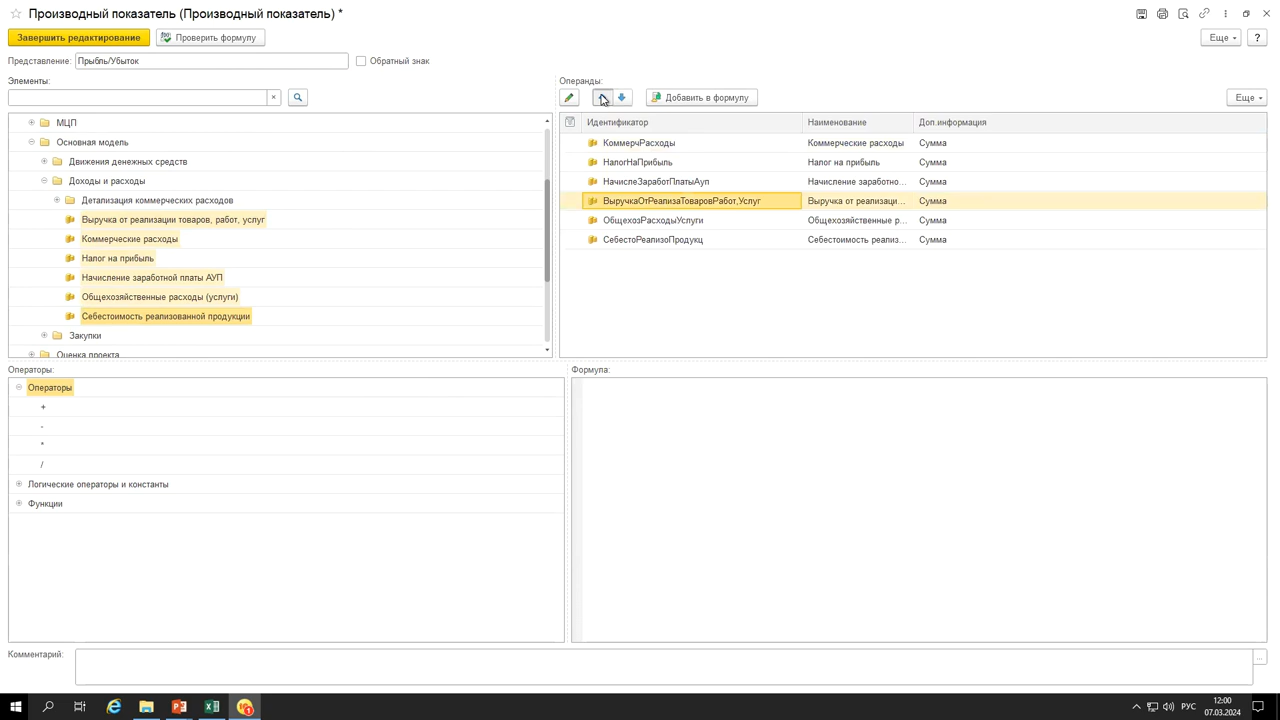 Производный показатель (Производный показатель) *
Завершить редактирование
Проверить формулу
Еще
?
Представление:
Прыбль/Убыток
Обратный знак
Элементы:
Операнды:
Добавить в формулу
Еще
МЦП
Основная модель
Движения денежных средств
Доходы и расходы
Детализация коммерческих расходов
Выручка от реализации товаров, работ, услуг
Коммерческие расходы
Налог на прибыль
Начисление заработной платы АУП
Общехозяйственные расходы (услуги)
Себестоимость реализованной продукции
Закупки
Оценка проекта
Идентификатор Наименование Доп.информация
КоммерчРасходы Коммерческие расходы Сумма
НалогНаПрибыль Налог на прибыль Сумма
НачислеЗаработПлатыАуп Начисление заработно... Сумма
ВыручкаОтРеализаТоваровРабот,Услуг Выручка от реализаци... Сумма
ОбщехозРасходыУслуги Общехозяйственные р... Сумма
СебестоРеализоПродукц Себестоимость реализ... Сумма
Операторы:
Операторы
+
-
*
/
Логические операторы и константы
Функции
Формула:
Комментарий:
...
РУС
12:00
07.03.2024